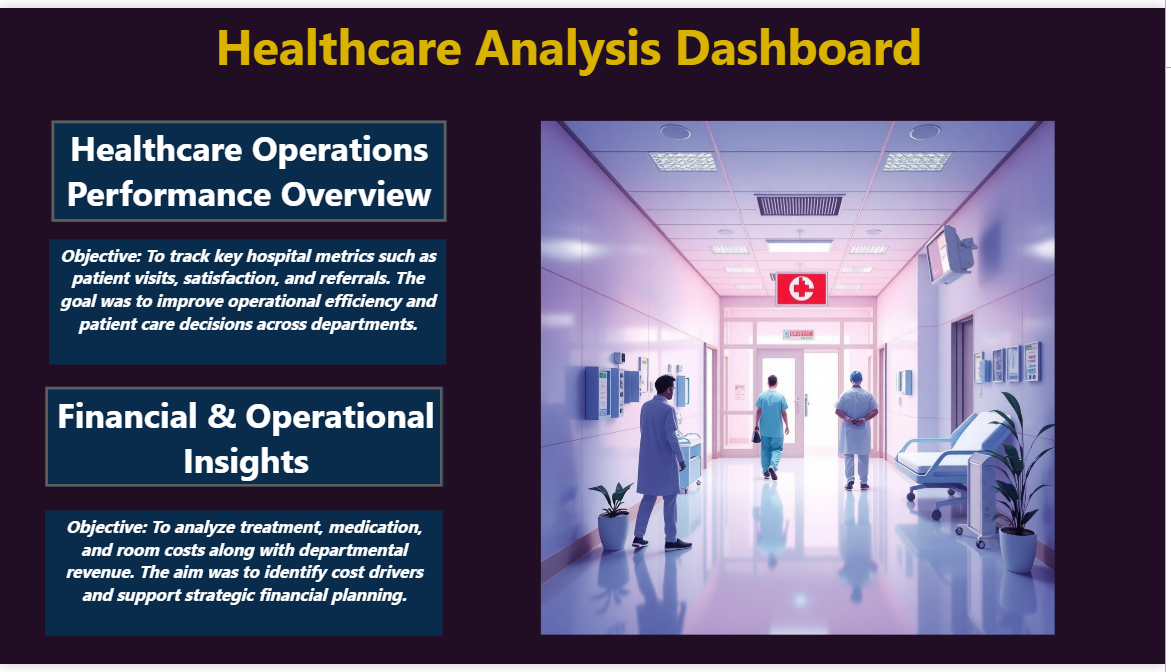 Healthcare Analysis Dashboard
Healthcare Operations
Performance Overview
Objective: To track key hospital metrics such as
patient visits, satisfaction, and referrals. The
goal was to improve operational efficiency and
patient care decisions across departments.
Financial & Operational
Insights
Objective: To analyze treatment, medication,
and room costs along with departmental
revenue. The aim was to identify cost drivers
and support strategic financial planning.